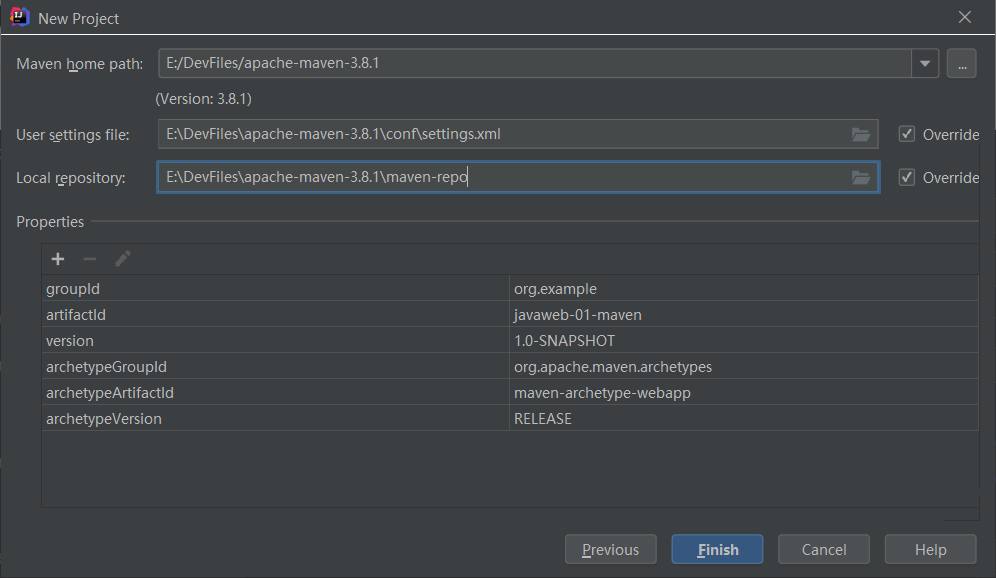 New Project
Maven home path: E:/DevFiles/apache-maven-3.8.1 ...
(Version: 3.8.1)
User settings file: E:\DevFiles\apache-maven-3.8.1\conf\settings.xml Override
Local repository: E:\DevFiles\apache-maven-3.8.1\maven-repo Override
Properties
groupId org.example
artifactId javaweb-01-maven
version 1.0-SNAPSHOT
archetypeGroupId org.apache.maven.archetypes
archetypeArtifactId maven-archetype-webapp
archetypeVersion RELEASE
Previous Finish Cancel Help